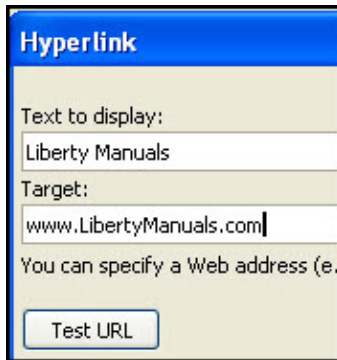 Hyperlink
Text to display:
Liberty Manuals
Target:
www.LibertyManuals.com
You can specify a Web address (e.
Test URL